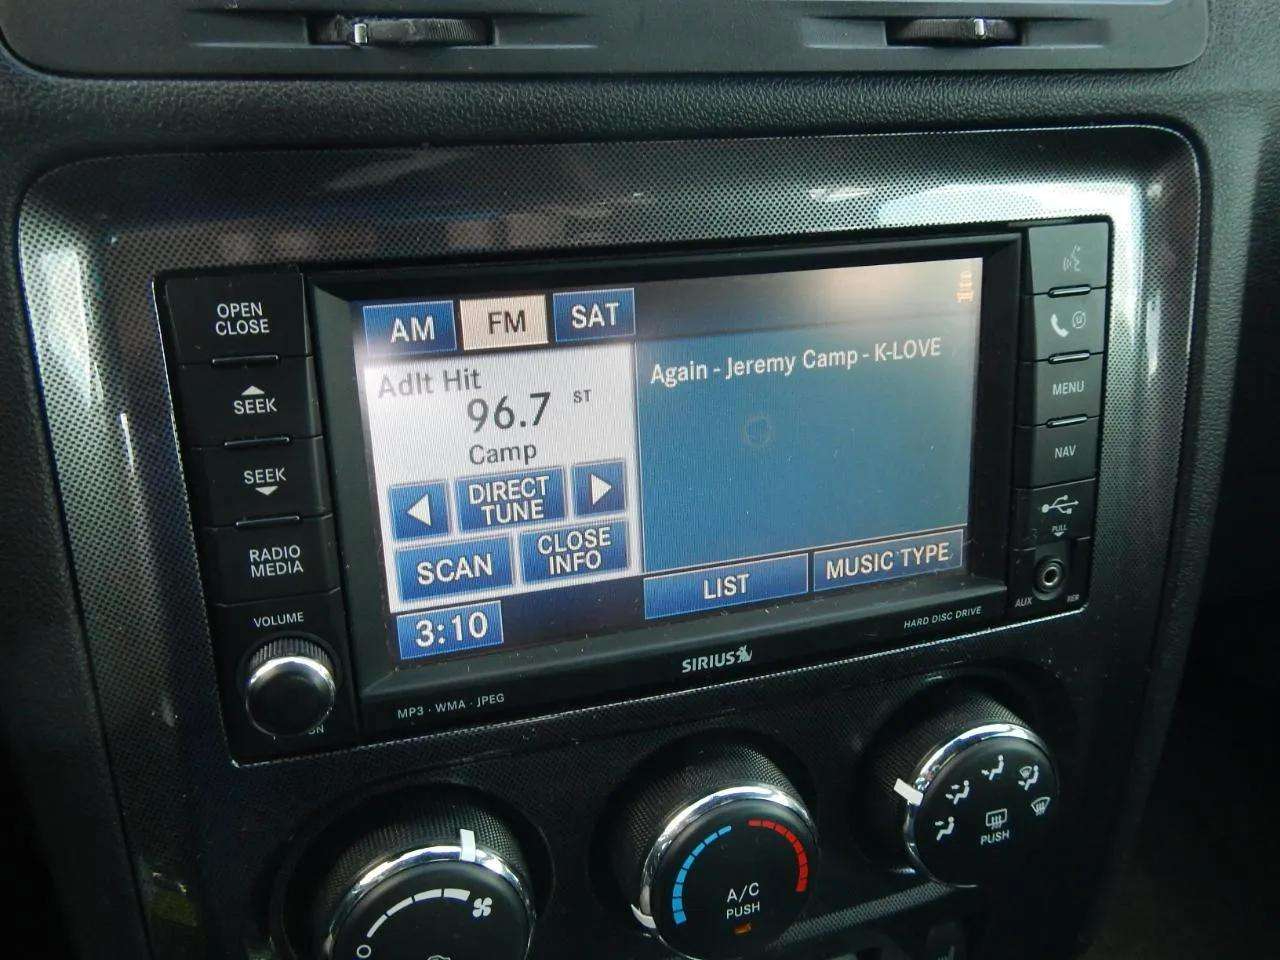 OPEN
CLOSE
SEEK
SEEK
RADIO
MEDIA
VOLUME
AM
FM
SAT
Adlt Hit
96.7
ST
Camp
DIRECT
TUNE
SCAN
CLOSE
INFO
3:10
Again - Jeremy Camp - K-LOVE
LIST
MUSIC TYPE
MENU
NAV
PULL
AUX
MP3 · WMA · JPEG
SIRIUS
HARD DISC DRIVE
A/C
PUSH
PUSH